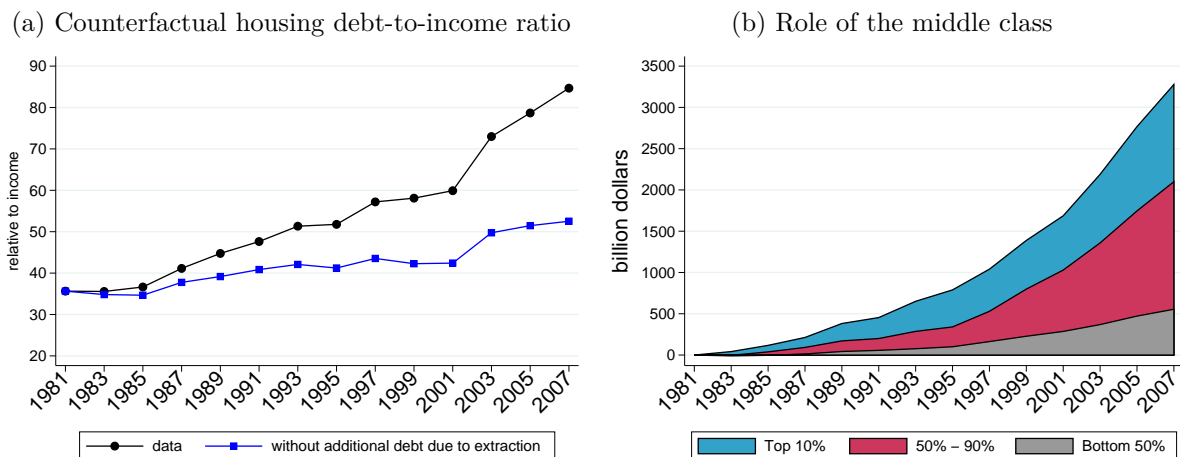 (a) Counterfactual housing debt-to-income ratio
relative to income
90
80
70
60
50
40
30
20
1981 1983 1985 1987 1989 1991 1993 1995 1997 1999 2001 2003 2005 2007
data without additional debt due to extraction
(b) Role of the middle class
billion dollars
3500
3000
2500
2000
1500
1000
500
0
1981 1983 1985 1987 1989 1991 1993 1995 1997 1999 2001 2003 2005 2007
Top 10% 50% − 90% Bottom 50%